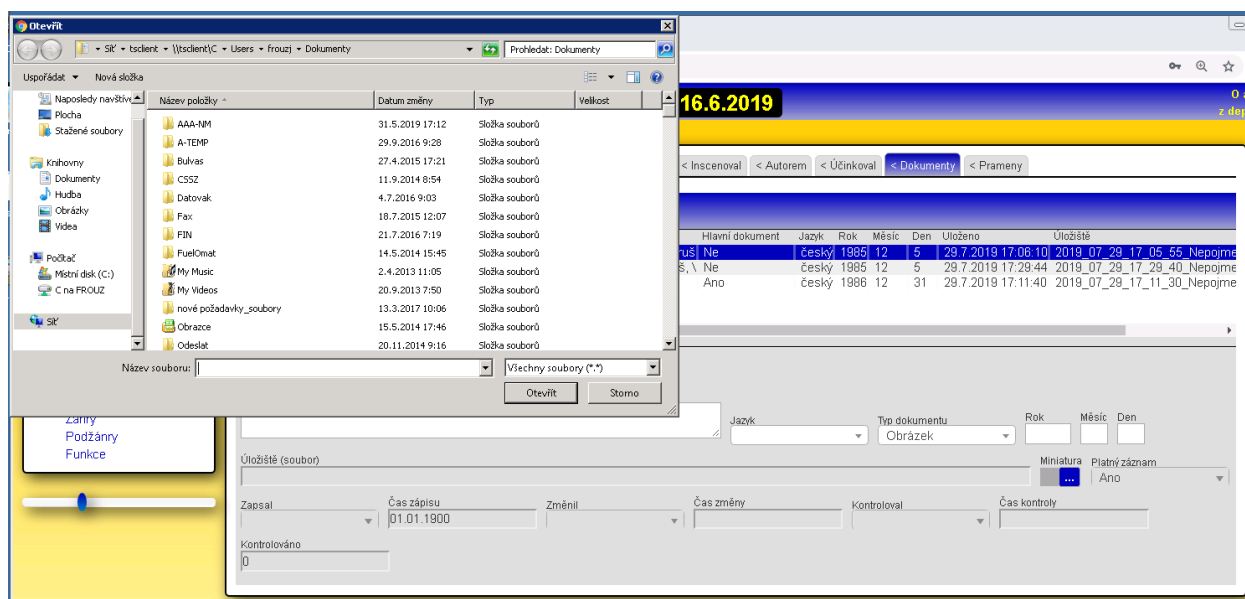 Otevřít
Síť
tsclient
\\tsclient\C
Users
frouzj
Dokumenty
Prohledat: Dokumenty
Uspořádat
Nová složka
Naposledy navštíve
Plocha
Stažené soubory
Knihovny
Dokumenty
Hudba
Obrázky
Videa
Počítač
Místní disk (C:)
C na FROUZ
Síť
Název položky Datum změny Typ Velikost
AAA-NM 31.5.2019 17:12 Složka souborů
A-TEMP 29.9.2016 9:28 Složka souborů
Bulvas 27.4.2015 17:21 Složka souborů
CSSZ 11.9.2014 8:54 Složka souborů
Datovak 4.7.2016 9:03 Složka souborů
Fax 18.7.2015 12:07 Složka souborů
FIN 21.7.2016 7:19 Složka souborů
FuelOmat 14.5.2014 15:45 Složka souborů
My Music 2.4.2013 11:05 Složka souborů
My Videos 20.9.2013 7:50 Složka souborů
nové požadavky_soubory 13.3.2017 10:06 Složka souborů
Obrazce 15.5.2014 17:46 Složka souborů
Odeslat 20.11.2014 9:16 Složka souborů
Název souboru:
Všechny soubory (*.*)
Otevřít Storno
16.6.2019
< Inscenoval < Autorem < Účinkoval < Dokumenty < Prameny
Hlavní dokument Jazyk Rok Měsíc Den Uloženo Úložiště
ruš Ne český 1985 12 5 29.7.2019 17:06:10 2019_07_29_17_05_55_Nepojme
Š, \ Ne český 1985 12 5 29.7.2019 17:29:44 2019_07_29_17_29_40_Nepojme
Ano český 1986 12 31 29.7.2019 17:11:40 2019_07_29_17_11_30_Nepojme
Žánry
Podžánry
Funkce
Jazyk Typ dokumentu Rok Měsíc Den
Obrázek
Úložiště (soubor) Miniatura Platný záznam
... Ano
Zapsal Čas zápisu Změnil Čas změny Kontroloval Čas kontroly
01.01.1900
Kontrolováno
0